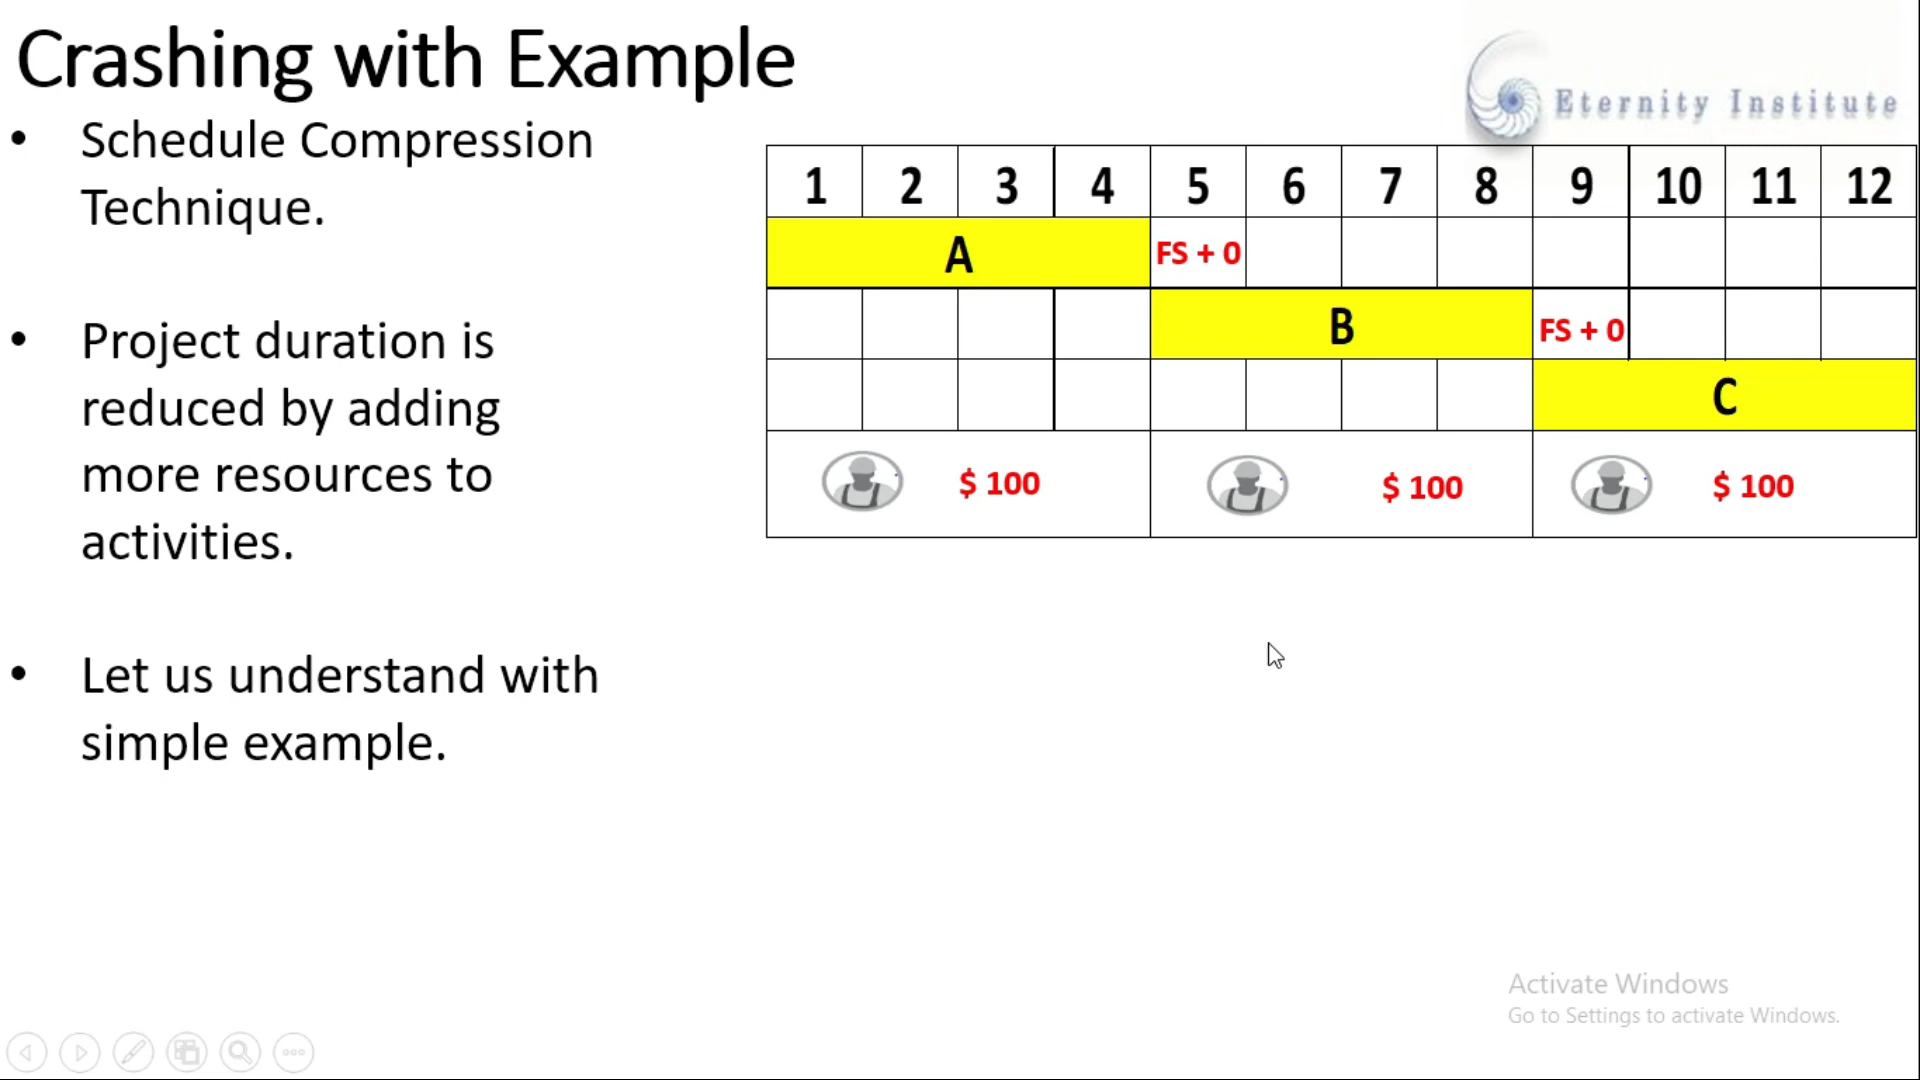 Crashing with Example
Eternity Institute
• Schedule Compression
Technique.
• Project duration is
reduced by adding
more resources to
activities.
• Let us understand with
simple example.
1 2 3 4 5 6 7 8 9 10 11 12
A FS + 0
B FS + 0
C
$ 100 $ 100 $ 100
Activate Windows
Go to Settings to activate Windows.